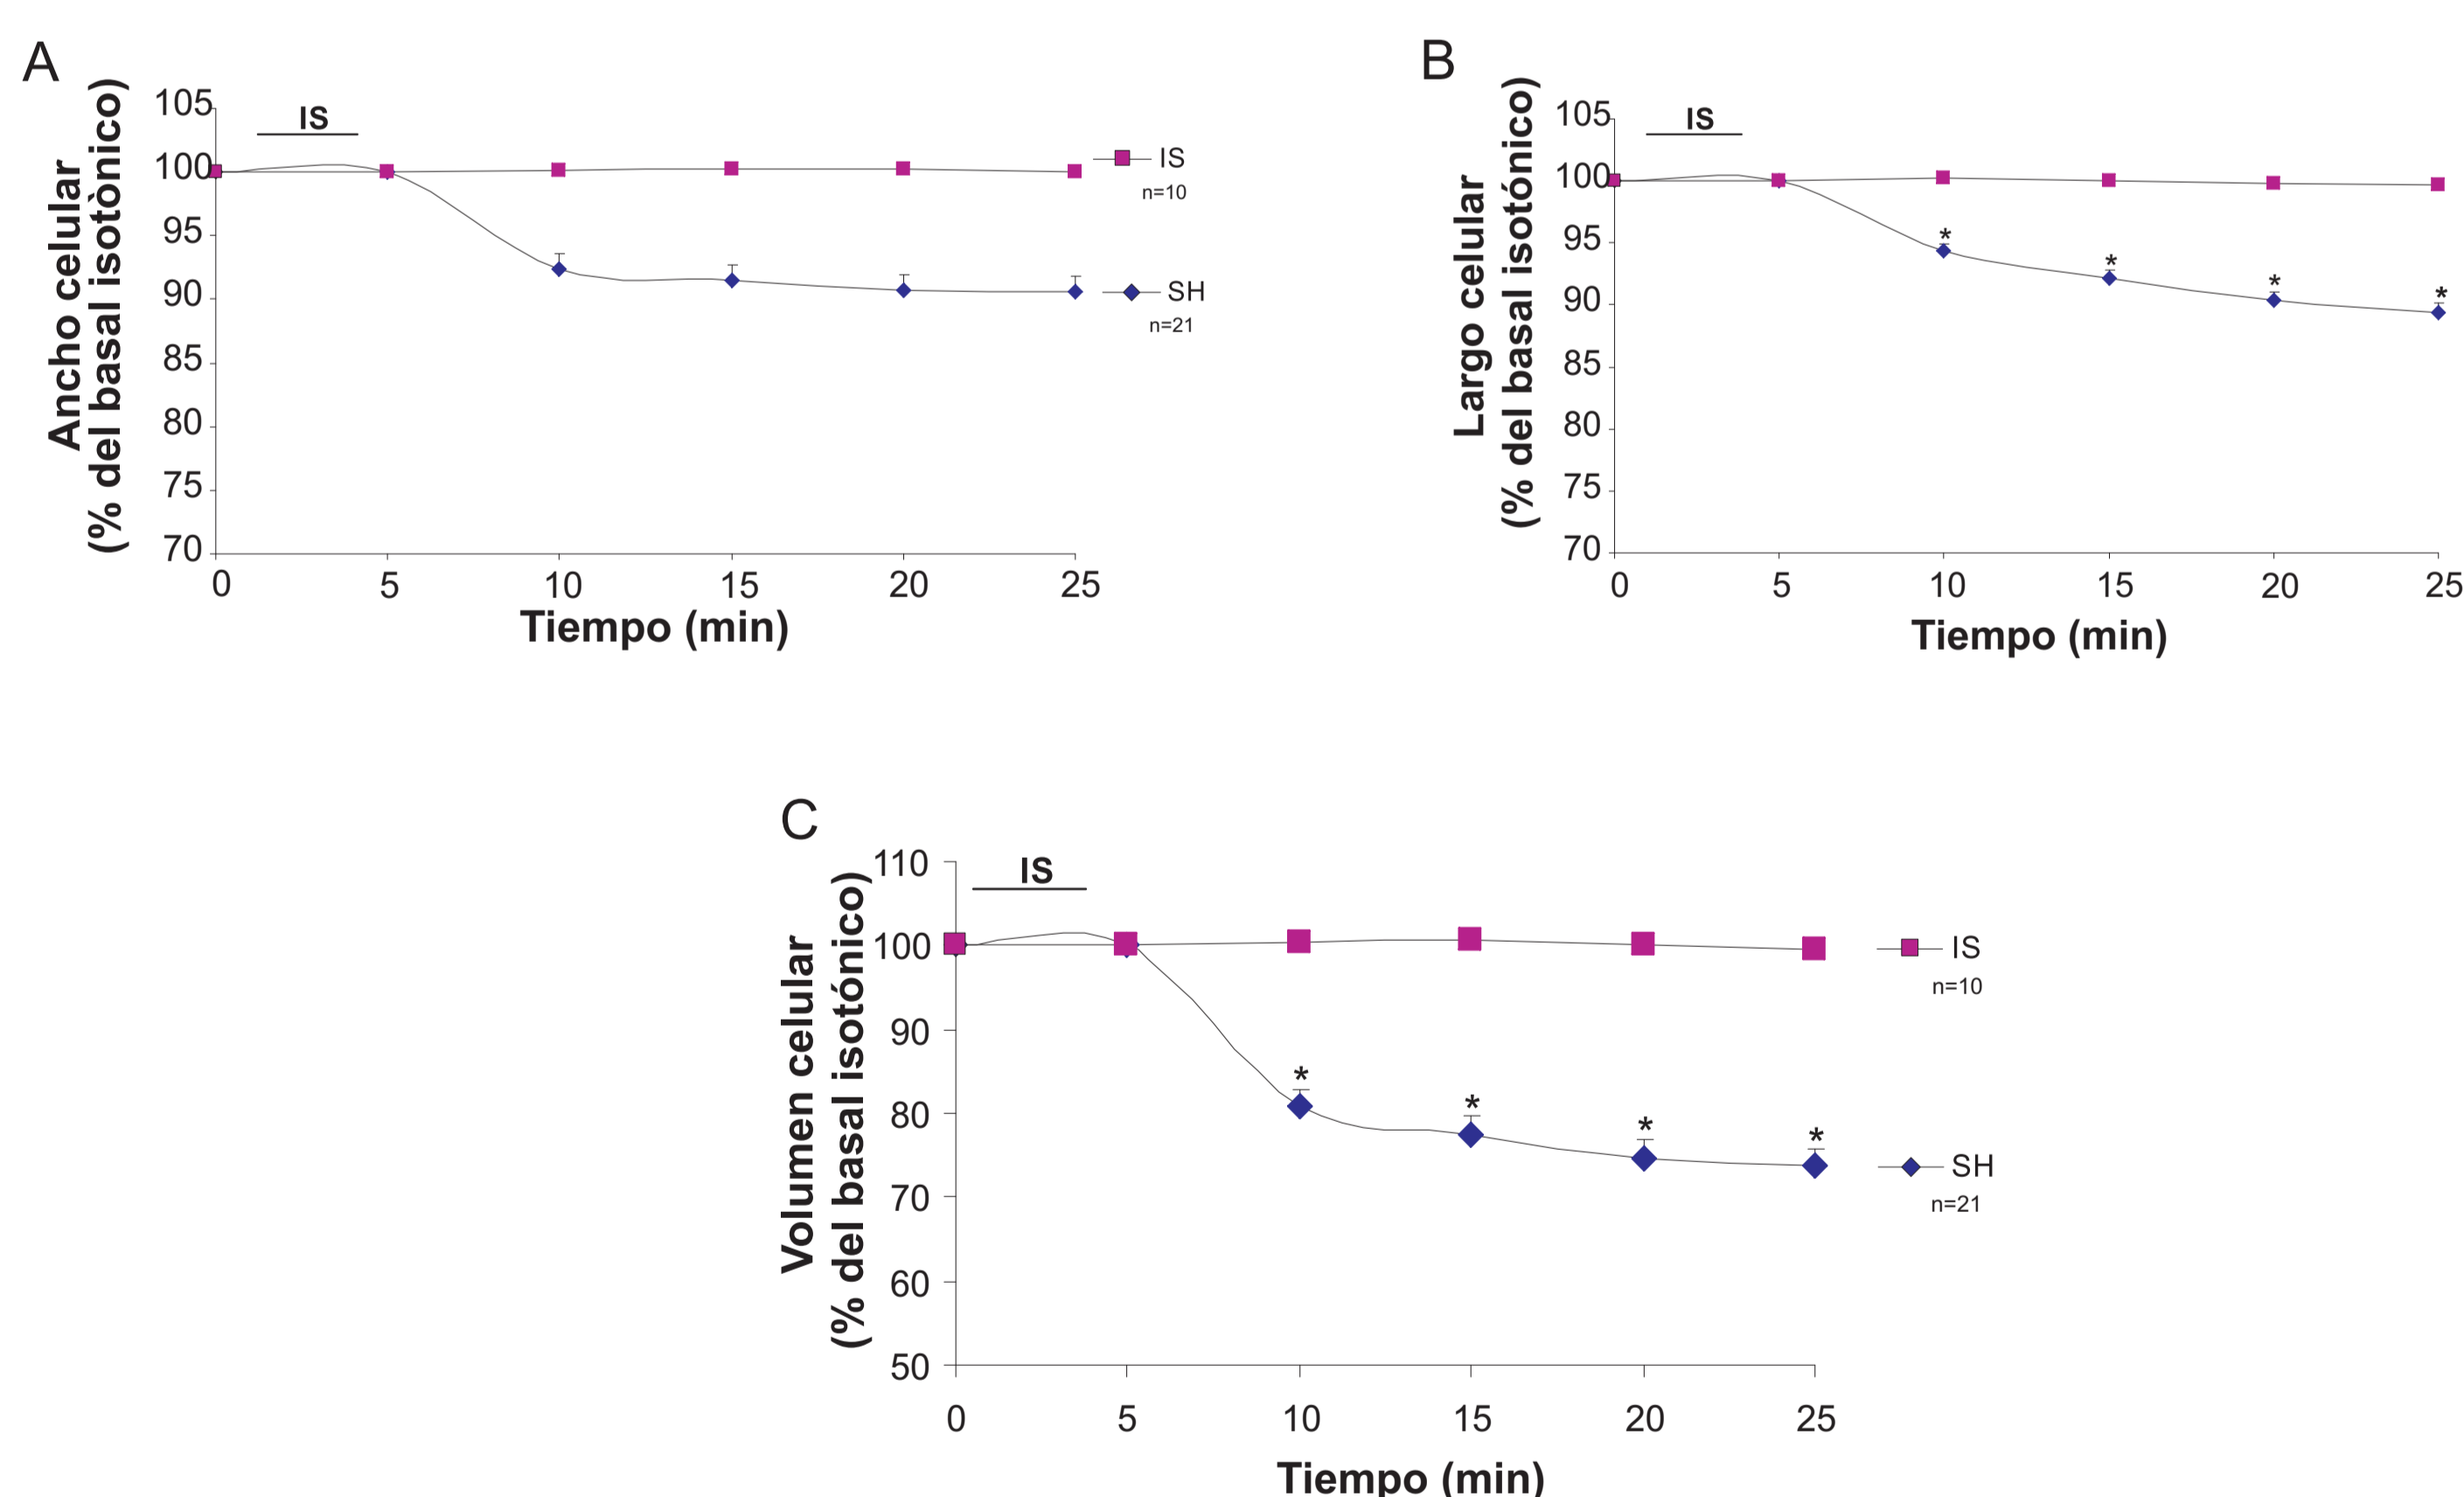 A
Ancho celular
(% del basal isotònico)
105
100
95
90
85
80
75
70
IS
0 5 10 15 20 25
Tiempo (min)
IS
n=10
SH
n=21
B
Largo celular
(% del basal isotónico)
105
100
95
90
85
80
75
70
IS
* * * *
0 5 10 15 20 25
Tiempo (min)
C
Volumen celular
(% del basal isotónico)
110
100
90
80
70
60
50
IS
* * * *
0 5 10 15 20 25
Tiempo (min)
IS
n=10
SH
n=21